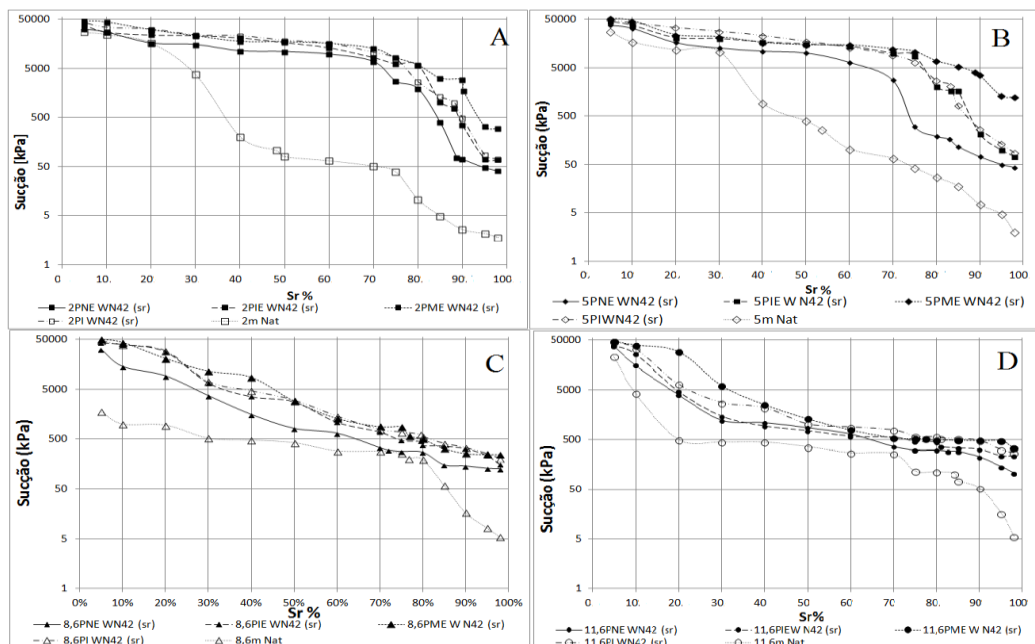 A
Sucção [kPa]
50000
5000
500
50
5
1
0.
10.
20.
30.
40.
50.
60.
70.
80.
90.
100.
Sr %
2PNE WN42 (sr)
2PIE WN42 (sr)
2PME WN42 (sr)
2PI WN42 (sr)
2m Nat
B
Sucção (kPa)
50000
5000
500
50
5
1
0.
10.
20.
30.
40.
50.
60.
70.
80.
90.
100.
Sr %
5PNE WN42 (sr)
5PIE W N42 (sr)
5PME WN42 (sr)
5PIWN42 (sr)
5m Nat
C
Sucção (kPa)
50000
5000
500
50
5
1
0%
10%
20%
30%
40%
50%
60%
70%
80%
90%
100%
Sr %
8,6PNE WN42 (sr)
8,6PIE WN42 (sr)
8,6PME W N42 (sr)
8,6PI WN42 (sr)
8,6m Nat
D
Sucção (kPa)
50000
5000
500
50
5
1
0.
10.
20.
30.
40.
50.
60.
70.
80.
90.
100.
Sr%
11,6PNE WN42 (sr)
11,6PIEW N42 (sr)
11,6PME W N42 (sr)
11,6PI WN42 (sr)
11,6m Nat